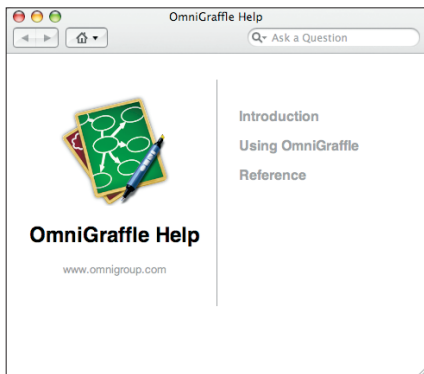 OmniGraffle Help
Ask a Question
Introduction
Using OmniGraffle
Reference
OmniGraffle Help
www.omnigroup.com